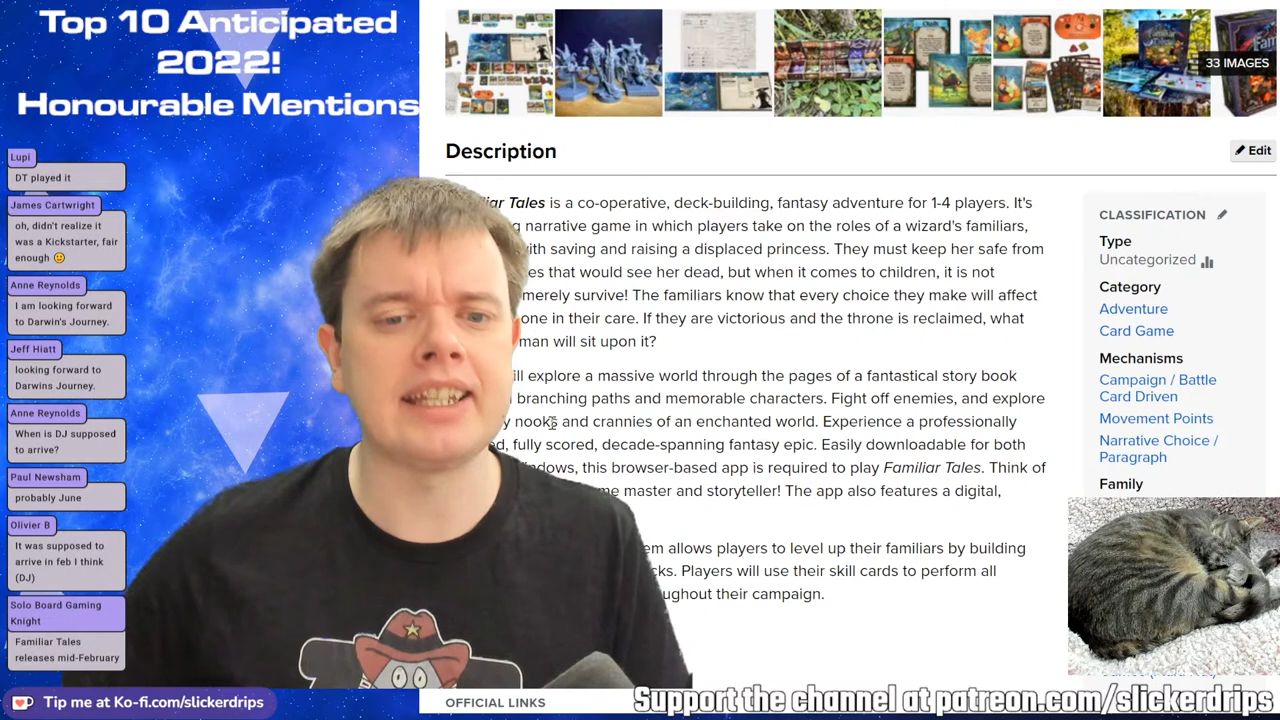 Top 10 Anticipated
2022!
Honourable Mentions
Lupi
DT played it
James Cartwright
oh, didn't realize it
was a Kickstarter, fair
enough 🙂
Anne Reynolds
I am looking forward
to Darwin's Journey.
Jeff Hiatt
looking forward to
Darwins Journey.
Anne Reynolds
When is DJ supposed
to arrive?
Paul Newsham
probably June
Olivier B
It was supposed to
arrive in feb I think
(DJ)
Solo Board Gaming
Knight
Familiar Tales
releases mid-February
Tip me at Ko-fi.com/slickerdrips
33 IMAGES
Description
Edit
Tales is a co-operative, deck-building, fantasy adventure for 1-4 players. It's
narrative game in which players take on the roles of a wizard's familiars,
with saving and raising a displaced princess. They must keep her safe from
that would see her dead, but when it comes to children, it is not
merely survive! The familiars know that every choice they make will affect
one in their care. If they are victorious and the throne is reclaimed, what
will sit upon it?
explore a massive world through the pages of a fantastical story book
branching paths and memorable characters. Fight off enemies, and explore
nooks and crannies of an enchanted world. Experience a professionally
fully scored, decade-spanning fantasy epic. Easily downloadable for both
this browser-based app is required to play Familiar Tales. Think of
master and storyteller! The app also features a digital,
allows players to level up their familiars by building
Players will use their skill cards to perform all
their campaign.
CLASSIFICATION
Type
Uncategorized
Category
Adventure
Card Game
Mechanisms
Campaign / Battle
Card Driven
Movement Points
Narrative Choice /
Paragraph
Family
OFFICIAL LINKS
Support the channel at patreon.com/slickerdrips